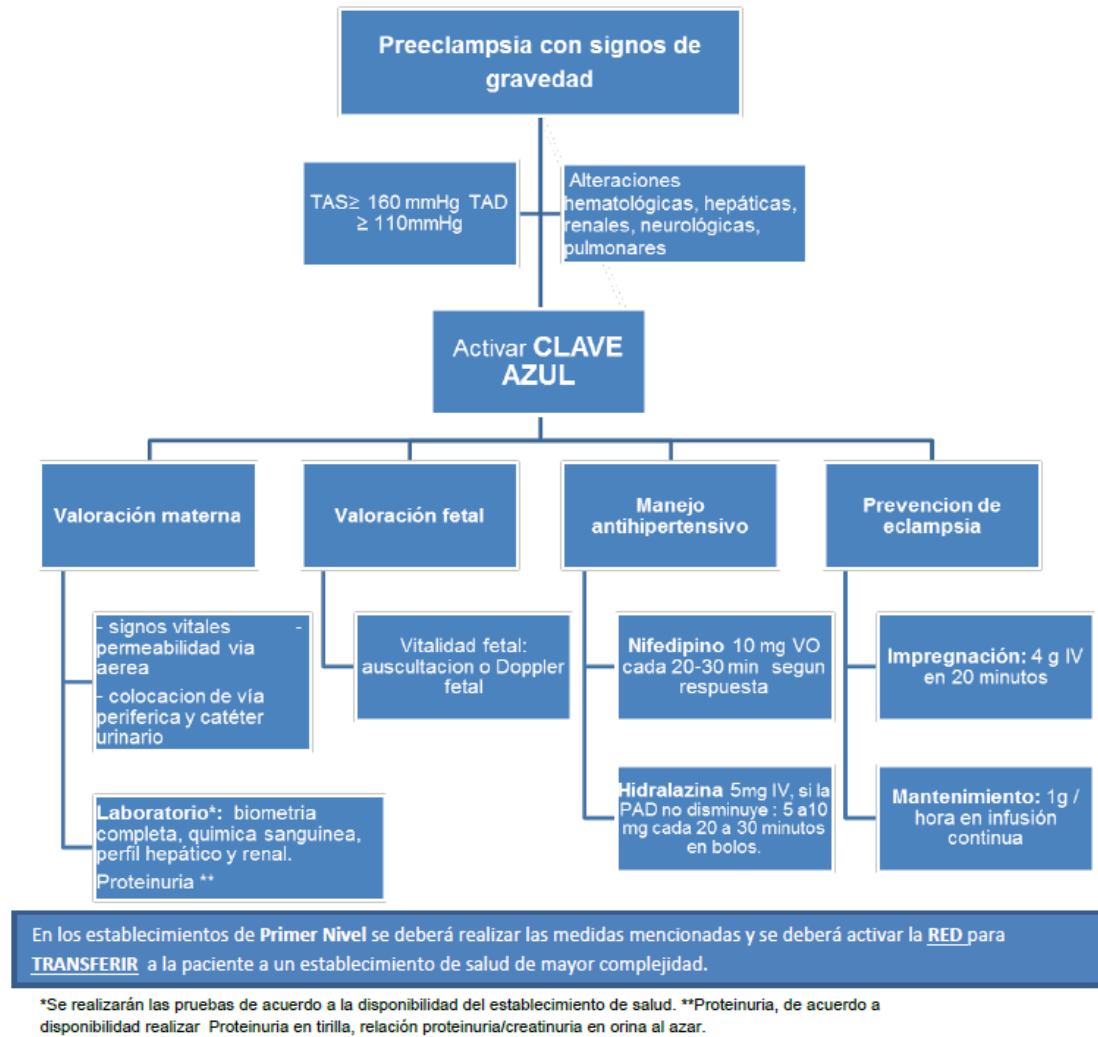 Preeclampsia con signos de
gravedad
TAS≥ 160 mmHg TAD
≥ 110mmHg
Alteraciones
hematológicas, hepáticas,
renales, neurológicas,
pulmonares
Activar CLAVE
AZUL
Valoración materna
Valoración fetal
Manejo
antihipertensivo
Prevencion de
eclampsia
- signos vitales -
permeabilidad via
aerea
- colocacion de vía
periferica y catéter
urinario
Laboratorio*: biometria
completa, quimica sanguinea,
perfil hepático y renal.
Proteinuria **
Vitalidad fetal:
auscultacion o Doppler
fetal
Nifedipino 10 mg VO
cada 20-30 min segun
respuesta
Hidralazina 5mg IV, si la
PAD no disminuye : 5 a10
mg cada 20 a 30 minutos
en bolos.
Impregnación: 4 g IV
en 20 minutos
Mantenimiento: 1g /
hora en infusión
continua
En los establecimientos de Primer Nivel se deberá realizar las medidas mencionadas y se deberá activar la RED para
TRANSFERIR a la paciente a un establecimiento de salud de mayor complejidad.
*Se realizarán las pruebas de acuerdo a la disponibilidad del establecimiento de salud. **Proteinuria, de acuerdo a
disponibilidad realizar Proteinuria en tirilla, relación proteinuria/creatinuria en orina al azar.